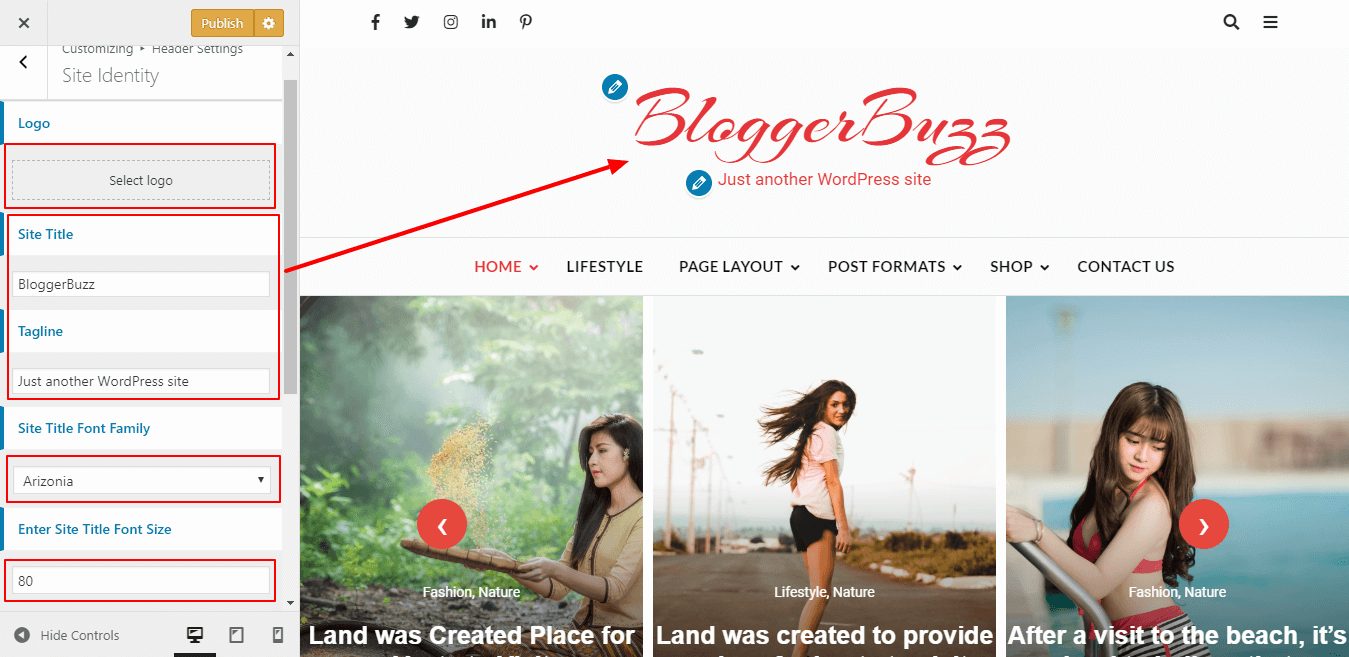 Publish
Customizing ▸ Header Settings
Site Identity
Logo
Select logo
Site Title
BloggerBuzz
Tagline
Just another WordPress site
Site Title Font Family
Arizonia
Enter Site Title Font Size
80
Hide Controls
BloggerBuzz
Just another WordPress site
HOME LIFESTYLE PAGE LAYOUT POST FORMATS SHOP CONTACT US
Fashion, Nature
Land was Created Place for
Lifestyle, Nature
Land was created to provide
Fashion, Nature
After a visit to the beach, it's